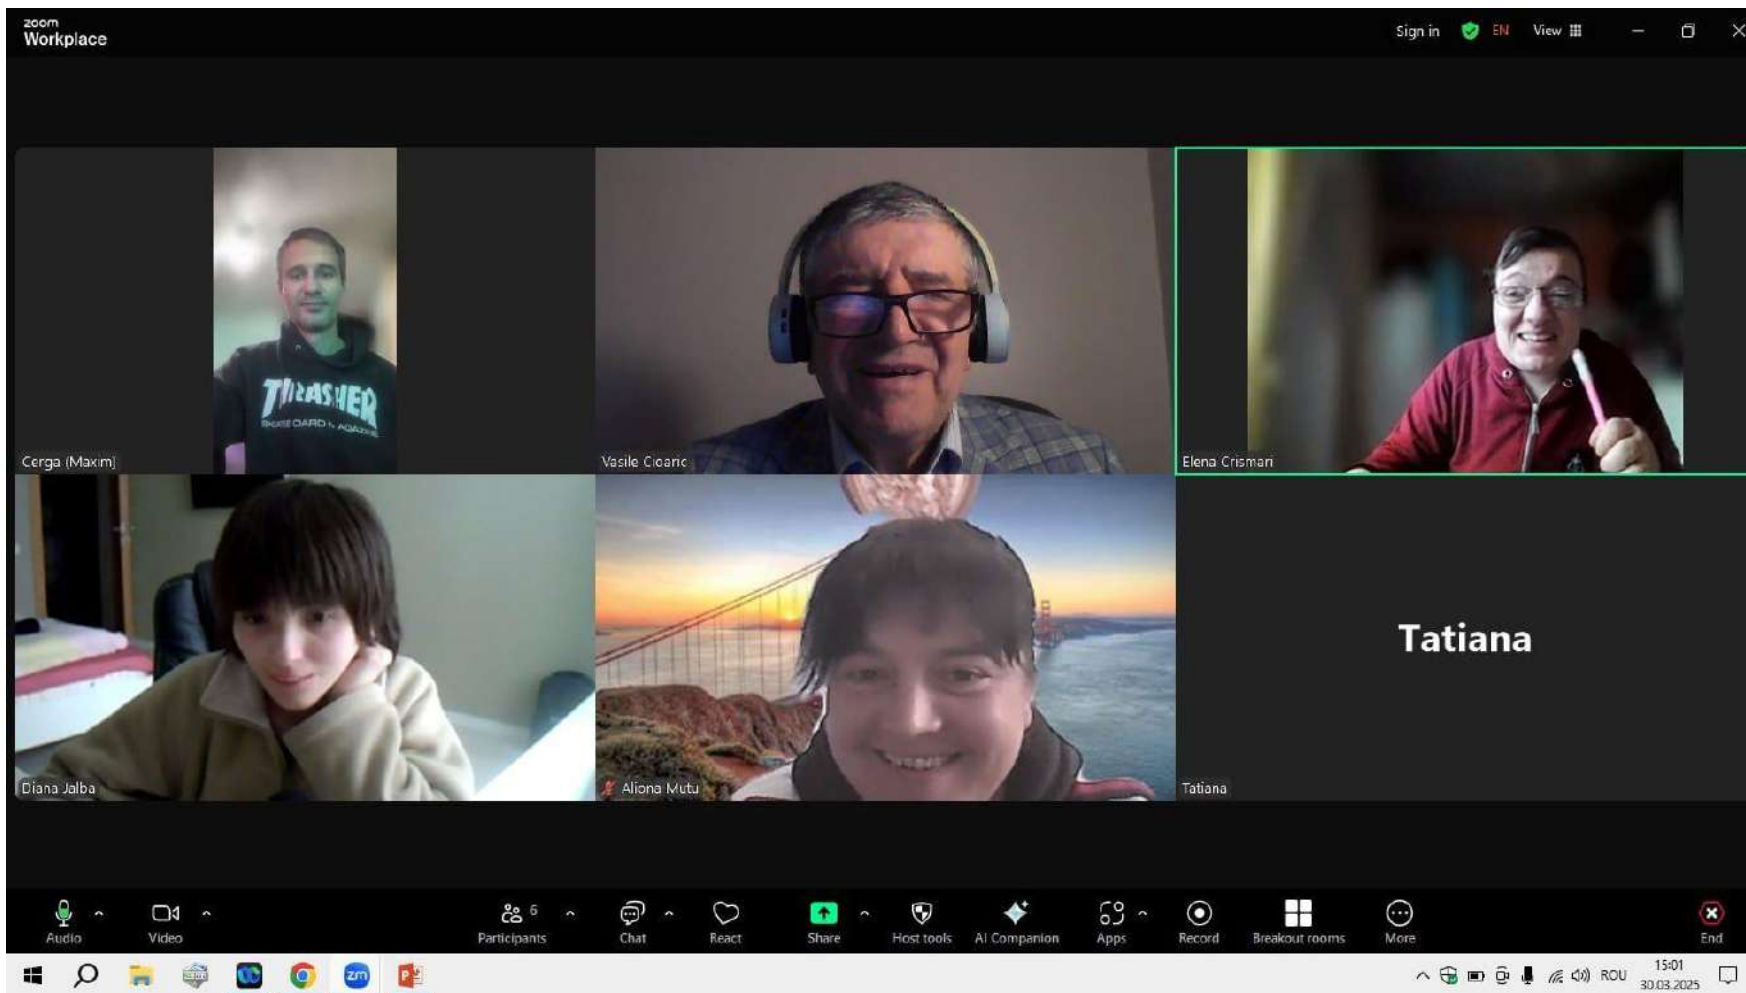 zoom
Workplace
Sign in
EN
View
THRASHER
Cerga (Maxim)
Vasile Cioaric
Elena Crismari
Tatiana
Diana Jalba
Aliona Mutu
Tatiana
6
Audio
Video
Participants
Chat
React
Share
Host tools
AI Companion
Apps
Record
Breakout rooms
More
End
zm
P
ROU
15:01
30.03.2025